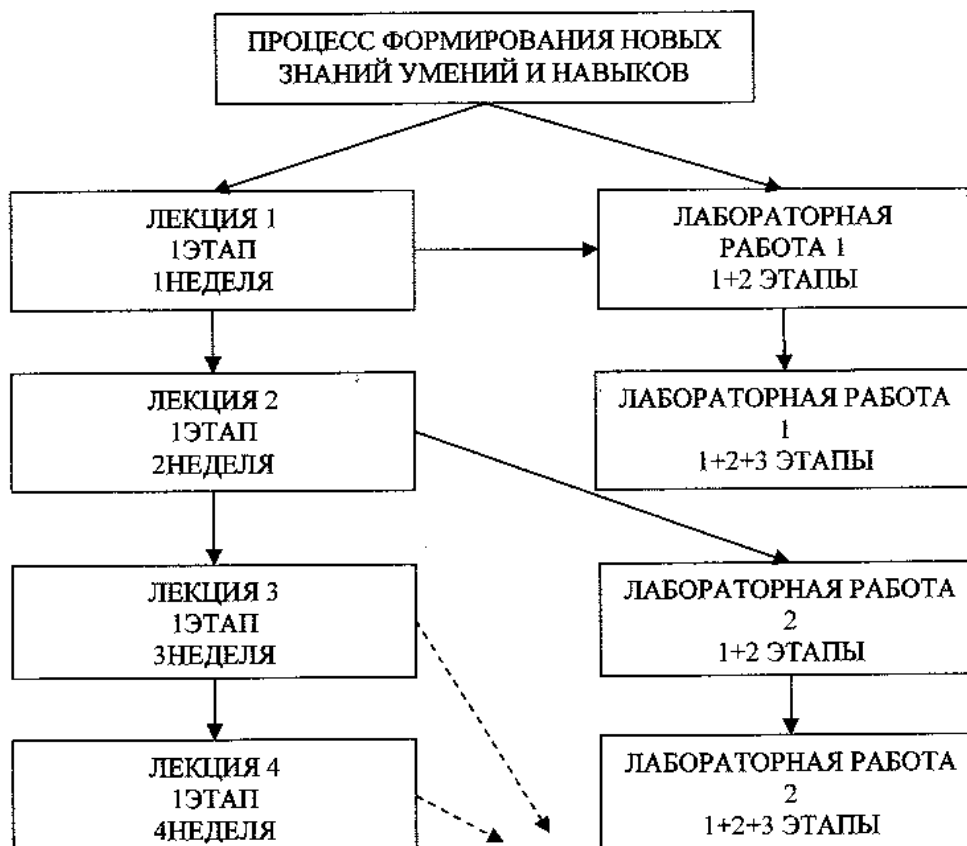 ПРОЦЕСС ФОРМИРОВАНИЯ НОВЫХ
ЗНАНИЙ УМЕНИЙ И НАВЫКОВ
ЛЕКЦИЯ 1
1ЭТАП
1НЕДЕЛЯ
ЛАБОРАТОРНАЯ
РАБОТА 1
1+2 ЭТАПЫ
ЛЕКЦИЯ 2
1ЭТАП
2НЕДЕЛЯ
ЛАБОРАТОРНАЯ РАБОТА
1
1+2+3 ЭТАПЫ
ЛЕКЦИЯ 3
1ЭТАП
3НЕДЕЛЯ
ЛАБОРАТОРНАЯ РАБОТА
2
1+2 ЭТАПЫ
ЛЕКЦИЯ 4
1ЭТАП
4НЕДЕЛЯ
ЛАБОРАТОРНАЯ РАБОТА
2
1+2+3 ЭТАПЫ